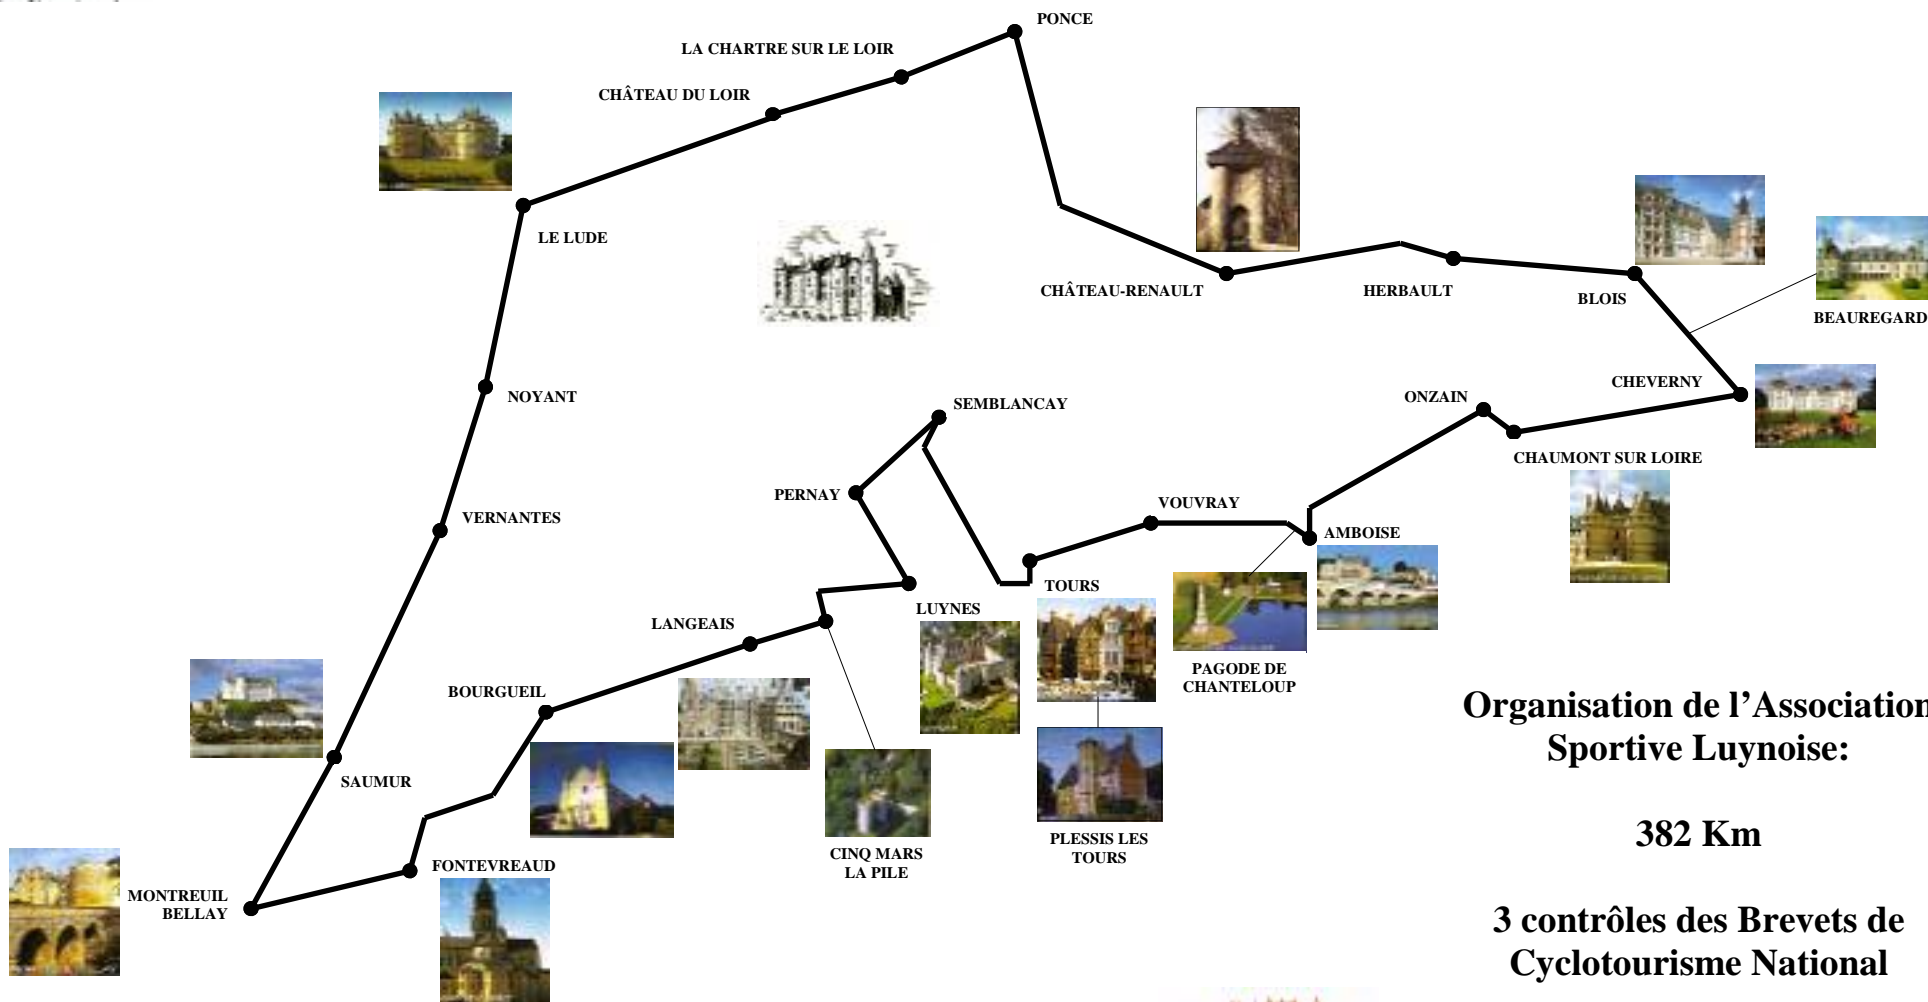 PONCE
LA CHARTRE SUR LE LOIR
CHÂTEAU DU LOIR
LE LUDE
CHÂTEAU-RENAULT
HERBAULT
BLOIS
BEAUREGARD
CHEVERNY
ONZAIN
NOYANT
SEMBLANCAY
CHAUMONT SUR LOIRE
PERNAY
VOUVRAY
VERNANTES
AMBOISE
TOURS
LUYNES
LANGEAIS
PAGODE DE
CHANTELOUP
BOURGUEIL
SAUMUR
PLESSIS LES
TOURS
CINQ MARS
LA PILE
FONTEVREAUD
MONTREUIL
BELLAY
Organisation de l’Association
Sportive Luynoise:
382 Km
3 contrôles des Brevets de
Cyclotourisme National